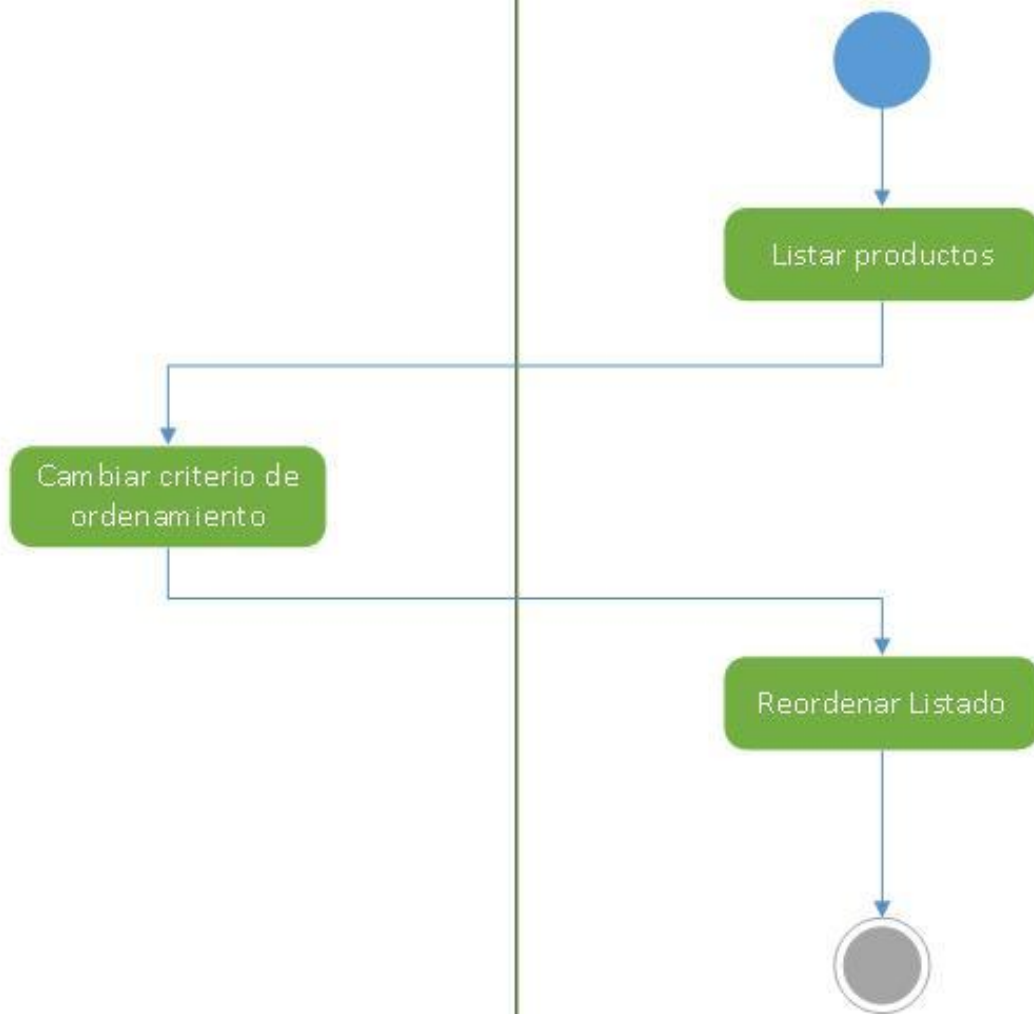 Listar productos
Cambiar criterio de
ordenamiento
Reordenar Listado